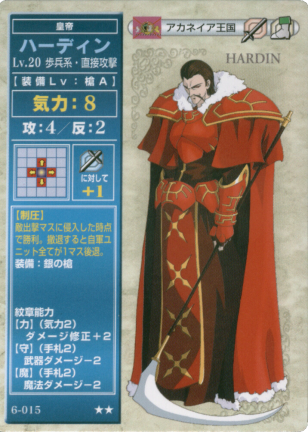 皇帝
ハーディン
Lv.20 歩兵系・直接攻撃
【装備Lv：槍A】
気力：8
攻：4／反：2
に対して
+1
【制圧】
敵出撃マスに侵入した時点
で勝利。撤退すると自軍ユ
ニット全てが1マス後退。
装備：銀の槍
紋章能力
【力】（気力2）
ダメージ修正＋2
【守】（手札2）
武器ダメージ－2
【魔】（手札2）
魔法ダメージ－2
6-015
★★
アカネイア王国
HARDIN